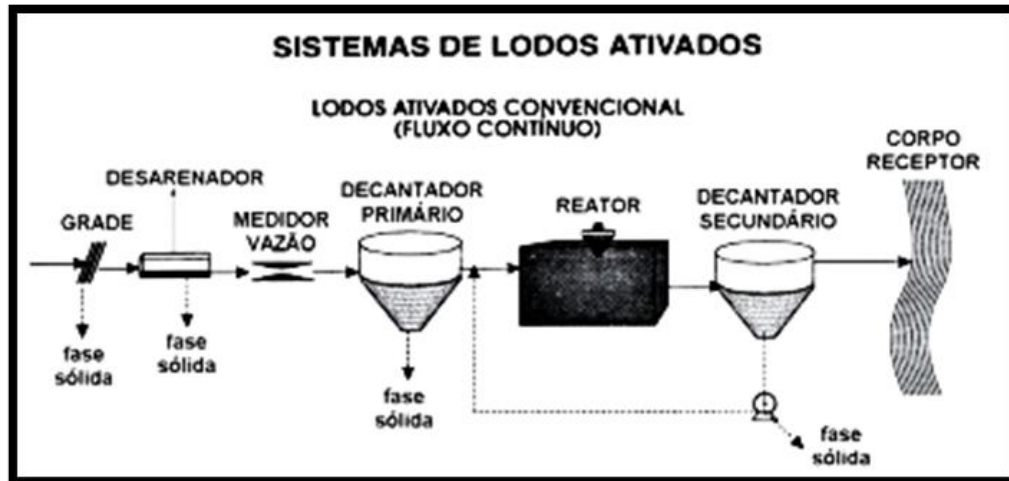 SISTEMAS DE LODOS ATIVADOS
LODOS ATIVADOS CONVENCIONAL
(FLUXO CONTÍNUO)
CORPO
RECEPTOR
DESARENADOR
GRADE
MEDIDOR
VAZÃO
DECANTADOR
PRIMÁRIO
REATOR
DECANTADOR
SECUNDÁRIO
fase
sólida
fase
sólida
fase
sólida
fase
sólida